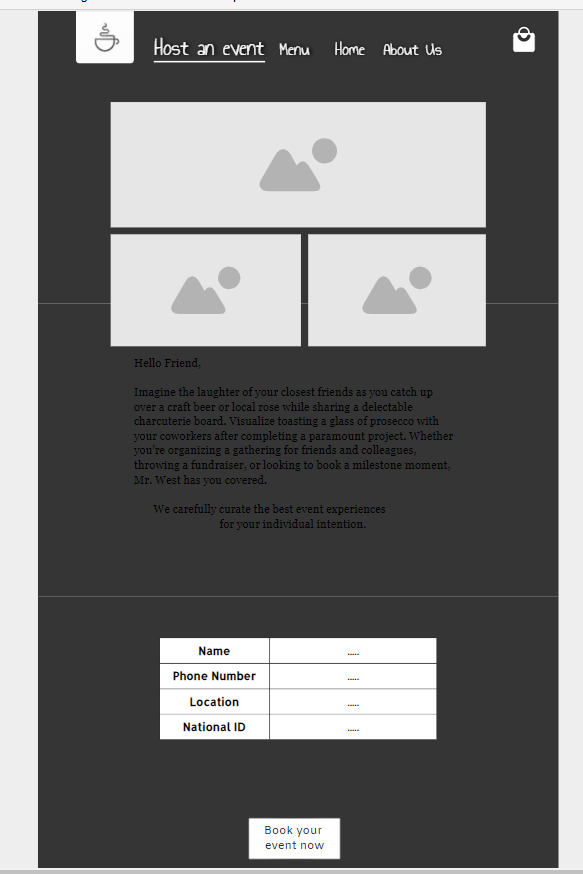 Host an event Menu Home About Us
Hello Friend,
Imagine the laughter of your closest friends as you catch up
over a craft beer or local rose while sharing a delectable
charcuterie board. Visualize toasting a glass of prosecco with
your coworkers after completing a paramount project. Whether
you're organizing a gathering for friends and colleagues,
throwing a fundraiser, or looking to book a milestone moment,
Mr. West has you covered.
We carefully curate the best event experiences
for your individual intention.
Name .....
Phone Number .....
Location .....
National ID .....
Book your
event now